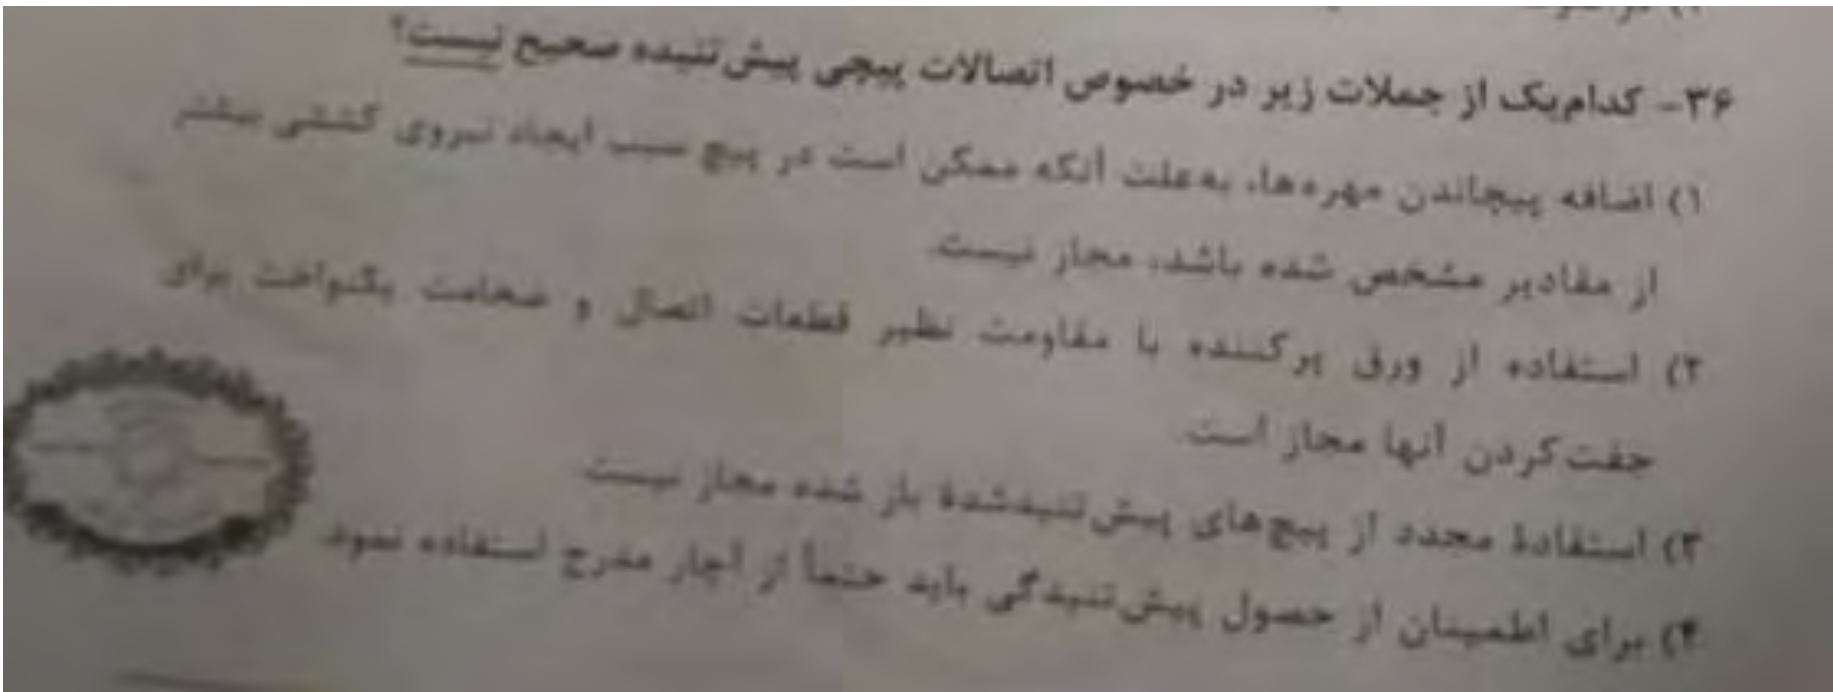 ۳۶- کدام‌یک از جملات زیر در خصوص اتصالات پیچی پیش‌تنیده صحیح نیست؟
۱) اضافه پیچاندن مهره‌ها، به‌علت آنکه ممکن است در پیچ سبب ایجاد نیروی کششی بیشتر
از مقادیر مشخص شده باشد، مجاز نیست.
۲) استفاده از ورق پرکننده با مقاومت نظیر قطعات اتصال و ضخامت یکنواخت برای
جفت‌کردن آنها مجاز است.
۳) استفادهٔ مجدد از پیچ‌های پیش‌تنیده‌شدهٔ باز شده مجاز نیست.
۴) برای اطمینان از حصول پیش‌تنیدگی باید حتماً از آچار مدرج استفاده نمود.